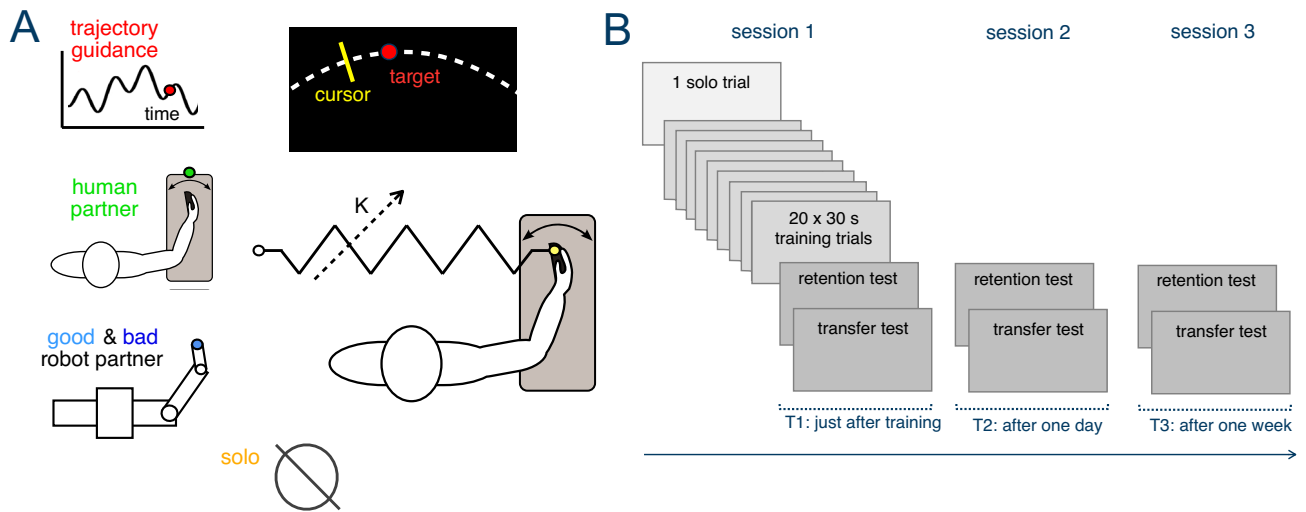 A
trajectory
guidance
time
cursor
target
human
partner
K
good & bad
robot partner
solo
B
session 1
session 2
session 3
1 solo trial
20 x 30 s
training trials
retention test
transfer test
retention test
transfer test
retention test
transfer test
T1: just after training
T2: after one day
T3: after one week